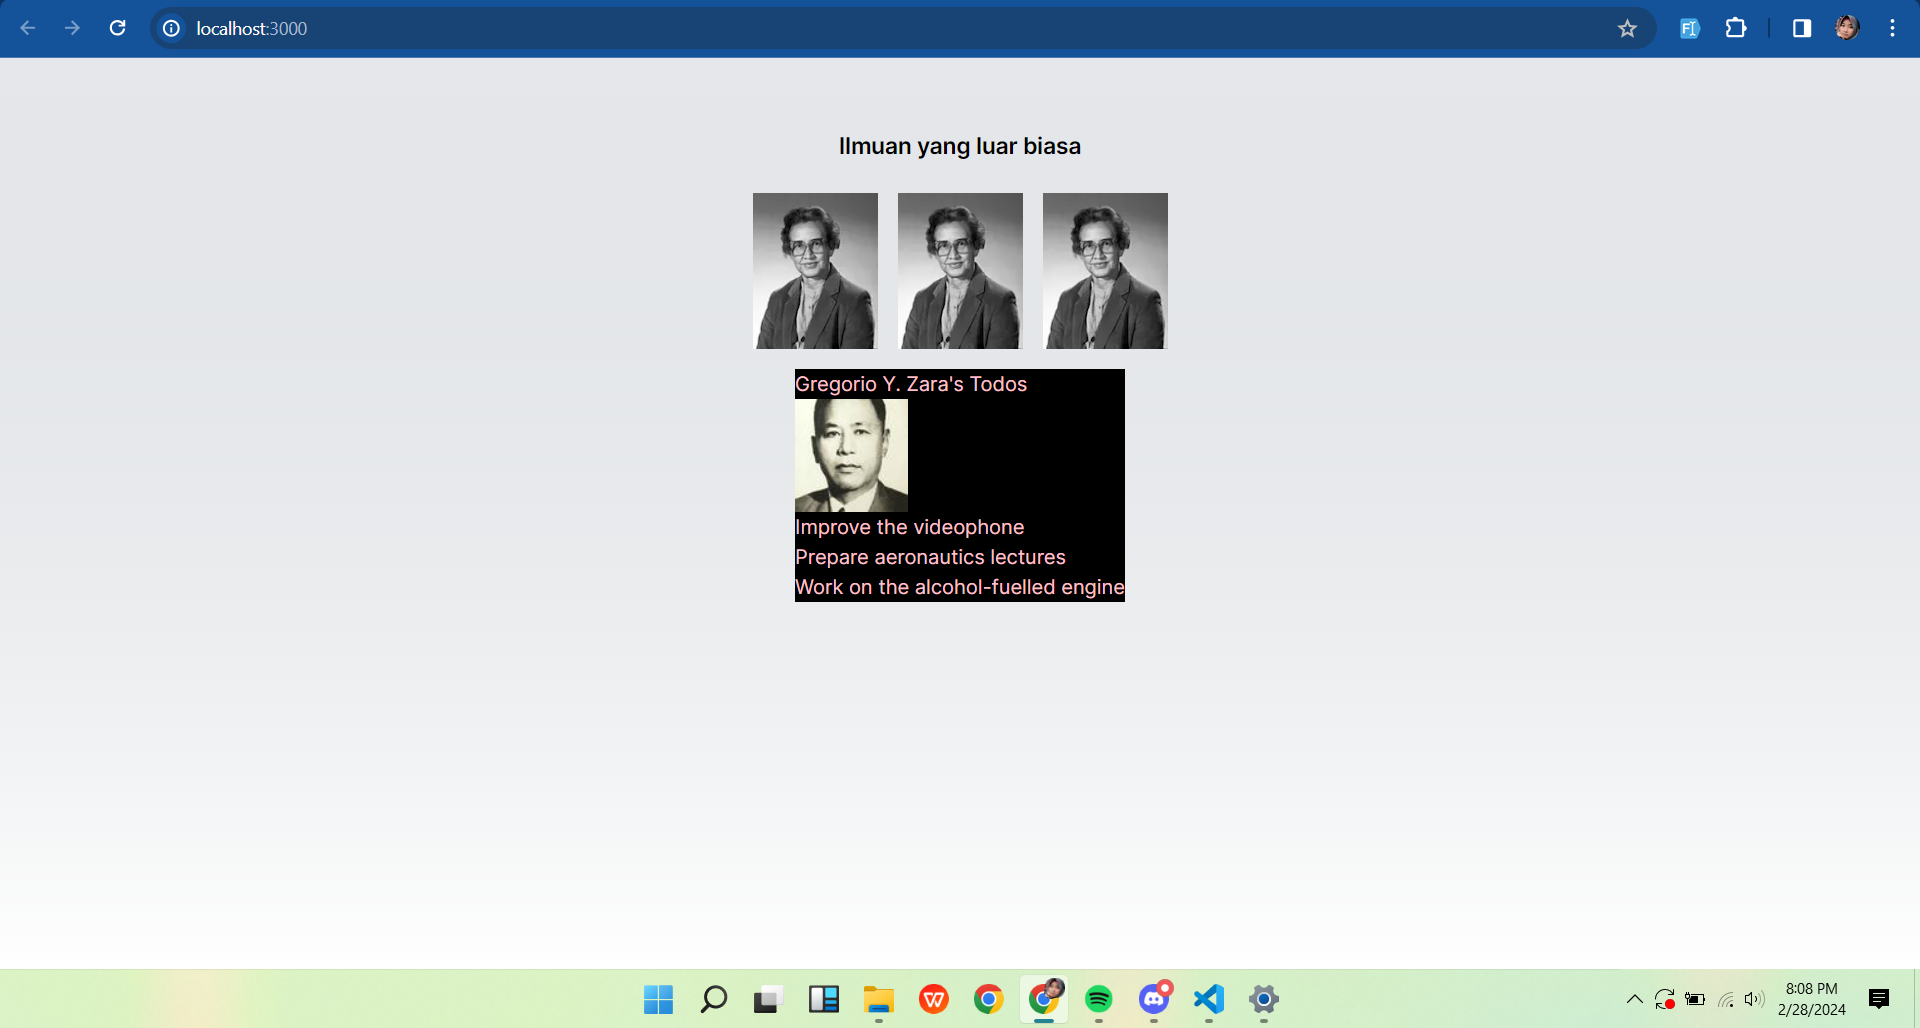 localhost:3000
Ilmuan yang luar biasa
Gregorio Y. Zara's Todos
Improve the videophone
Prepare aeronautics lectures
Work on the alcohol-fuelled engine
8:08 PM
2/28/2024